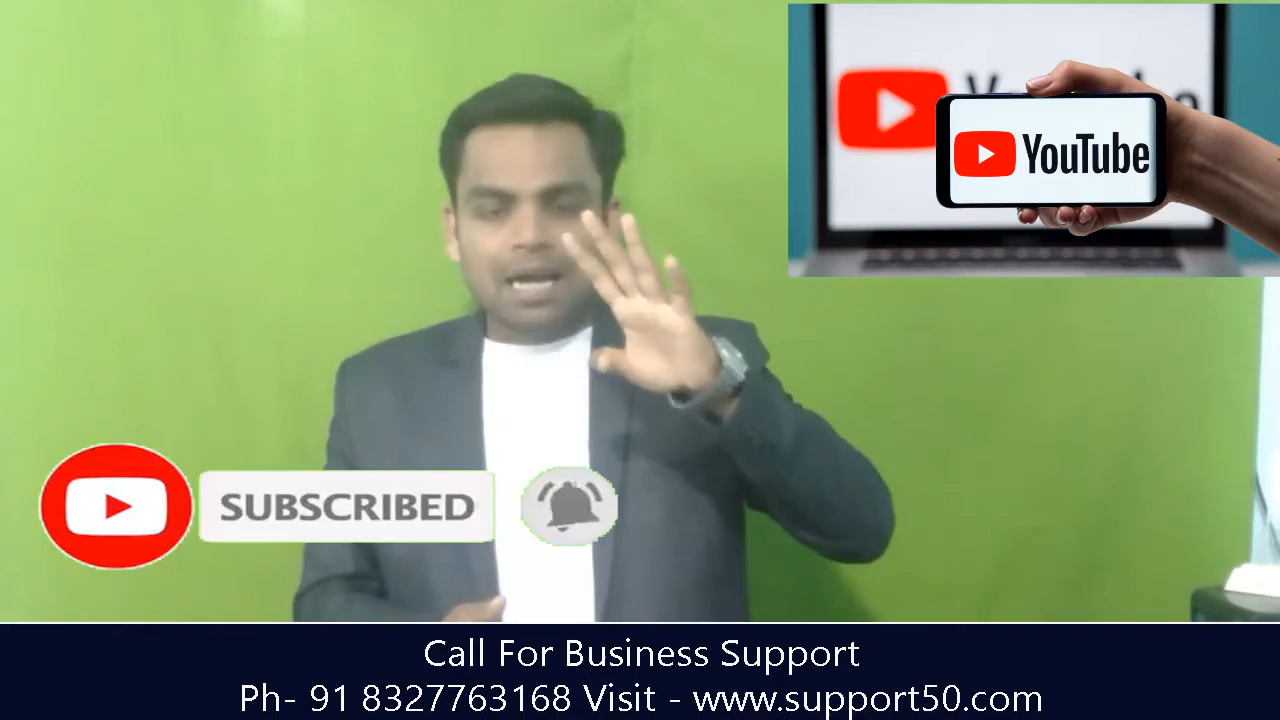 YouTube
SUBSCRIBED
Call For Business Support
Ph- 91 8327763168 Visit - www.support50.com